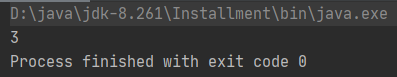 D:\java\jdk-8.261\Installment\bin\java.exe
3
Process finished with exit code 0